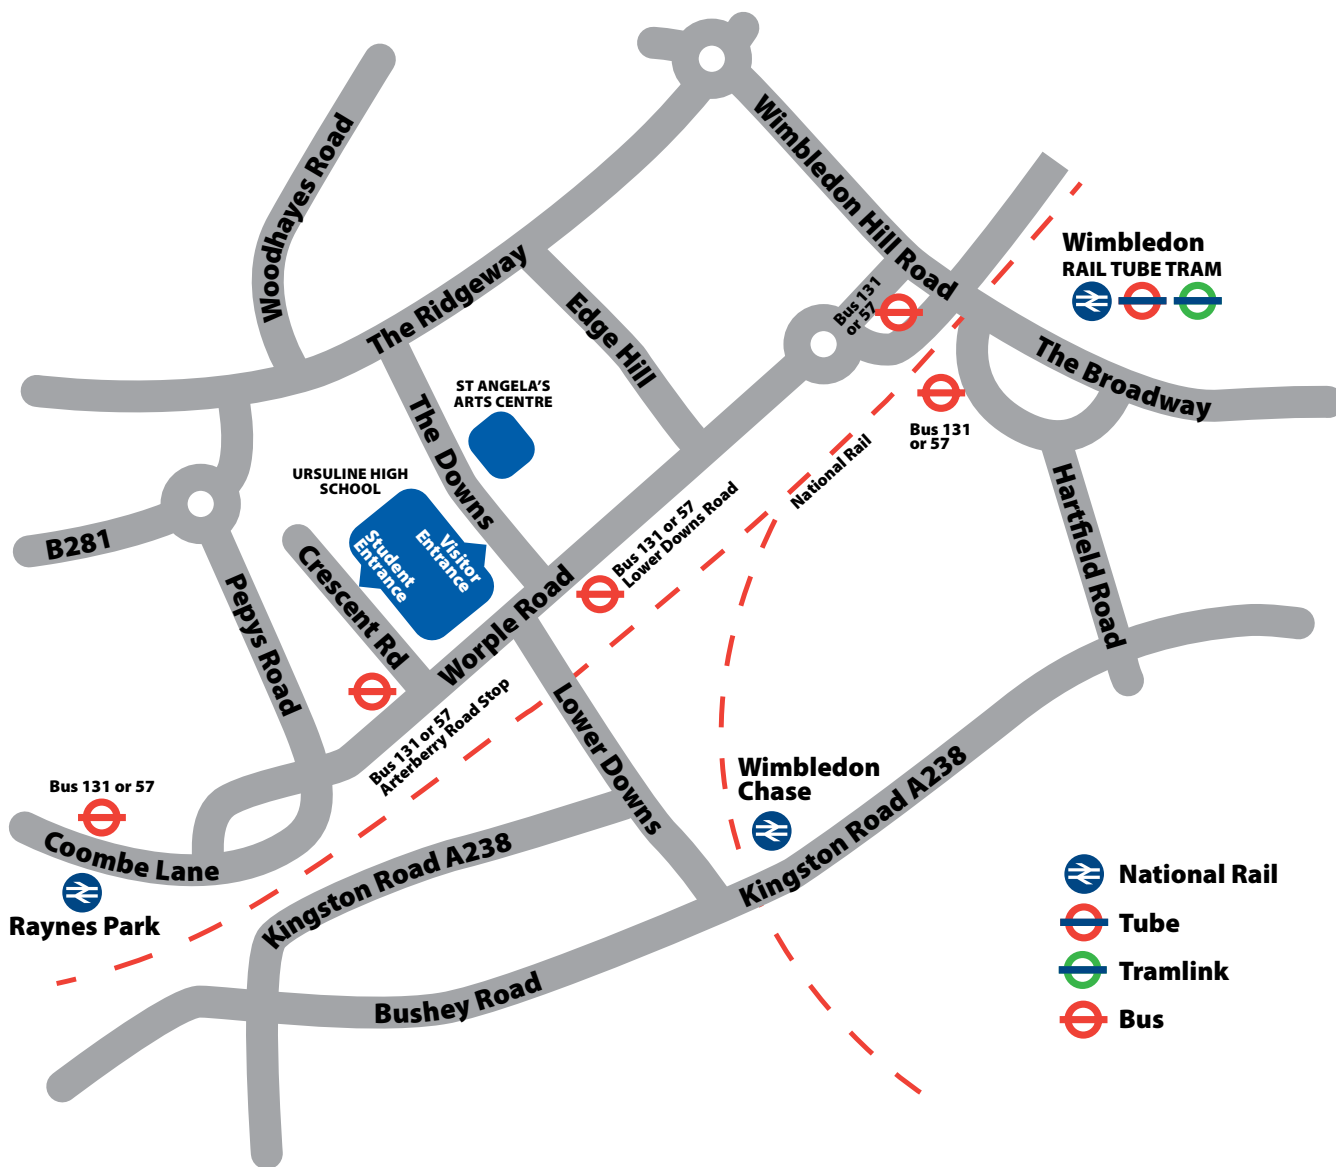 Woodhayes Road
Wimbledon Hill Road
Wimbledon
RAIL TUBE TRAM
The Ridgeway
Edge Hill
Bus 131
or 57
The Broadway
ST ANGELA'S
ARTS CENTRE
The Downs
Bus 131
or 57
National Rail
URSULINE HIGH
SCHOOL
Student
Entrance
Visitor
Entrance
B281
Crescent Rd
Pepys Road
Worple Road
Bus 131 or 57
Lower Downs Road
Hartfield Road
Bus 131 or 57
Arterberry Road Stop
Lower Downs
Wimbledon
Chase
Bus 131 or 57
Coombe Lane
Raynes Park
Kingston Road A238
Kingston Road A238
Bushey Road
National Rail
Tube
Tramlink
Bus